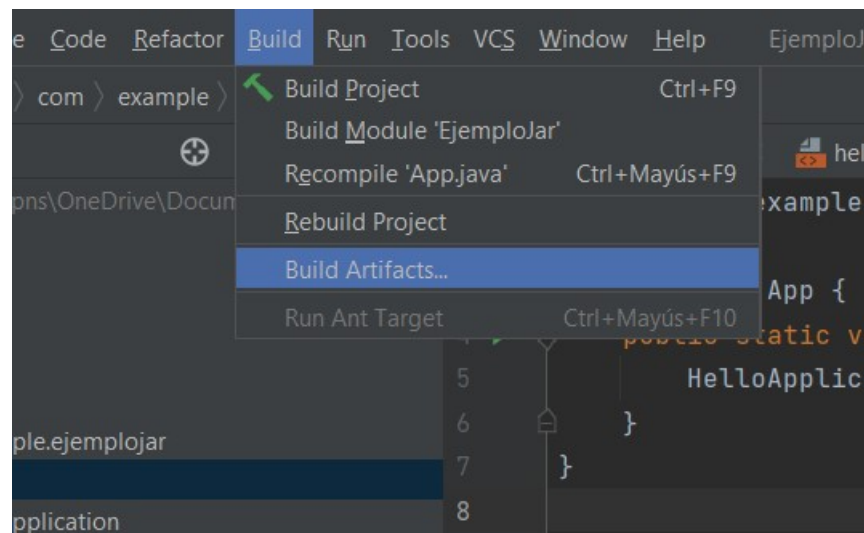 e Code Refactor Build Run Tools VCS Window Help EjemploJ
com example
Build Project Ctrl+F9
Build Module 'EjemploJar'
hel
Recompile 'App.java' Ctrl+Mayús+F9
pns\OneDrive\Docum
xample
Rebuild Project
Build Artifacts...
App {
Run Ant Target Ctrl+Mayús+F10
public static v
5 HelloApplic
6 }
ple.ejemplojar
7 }
8
pplication